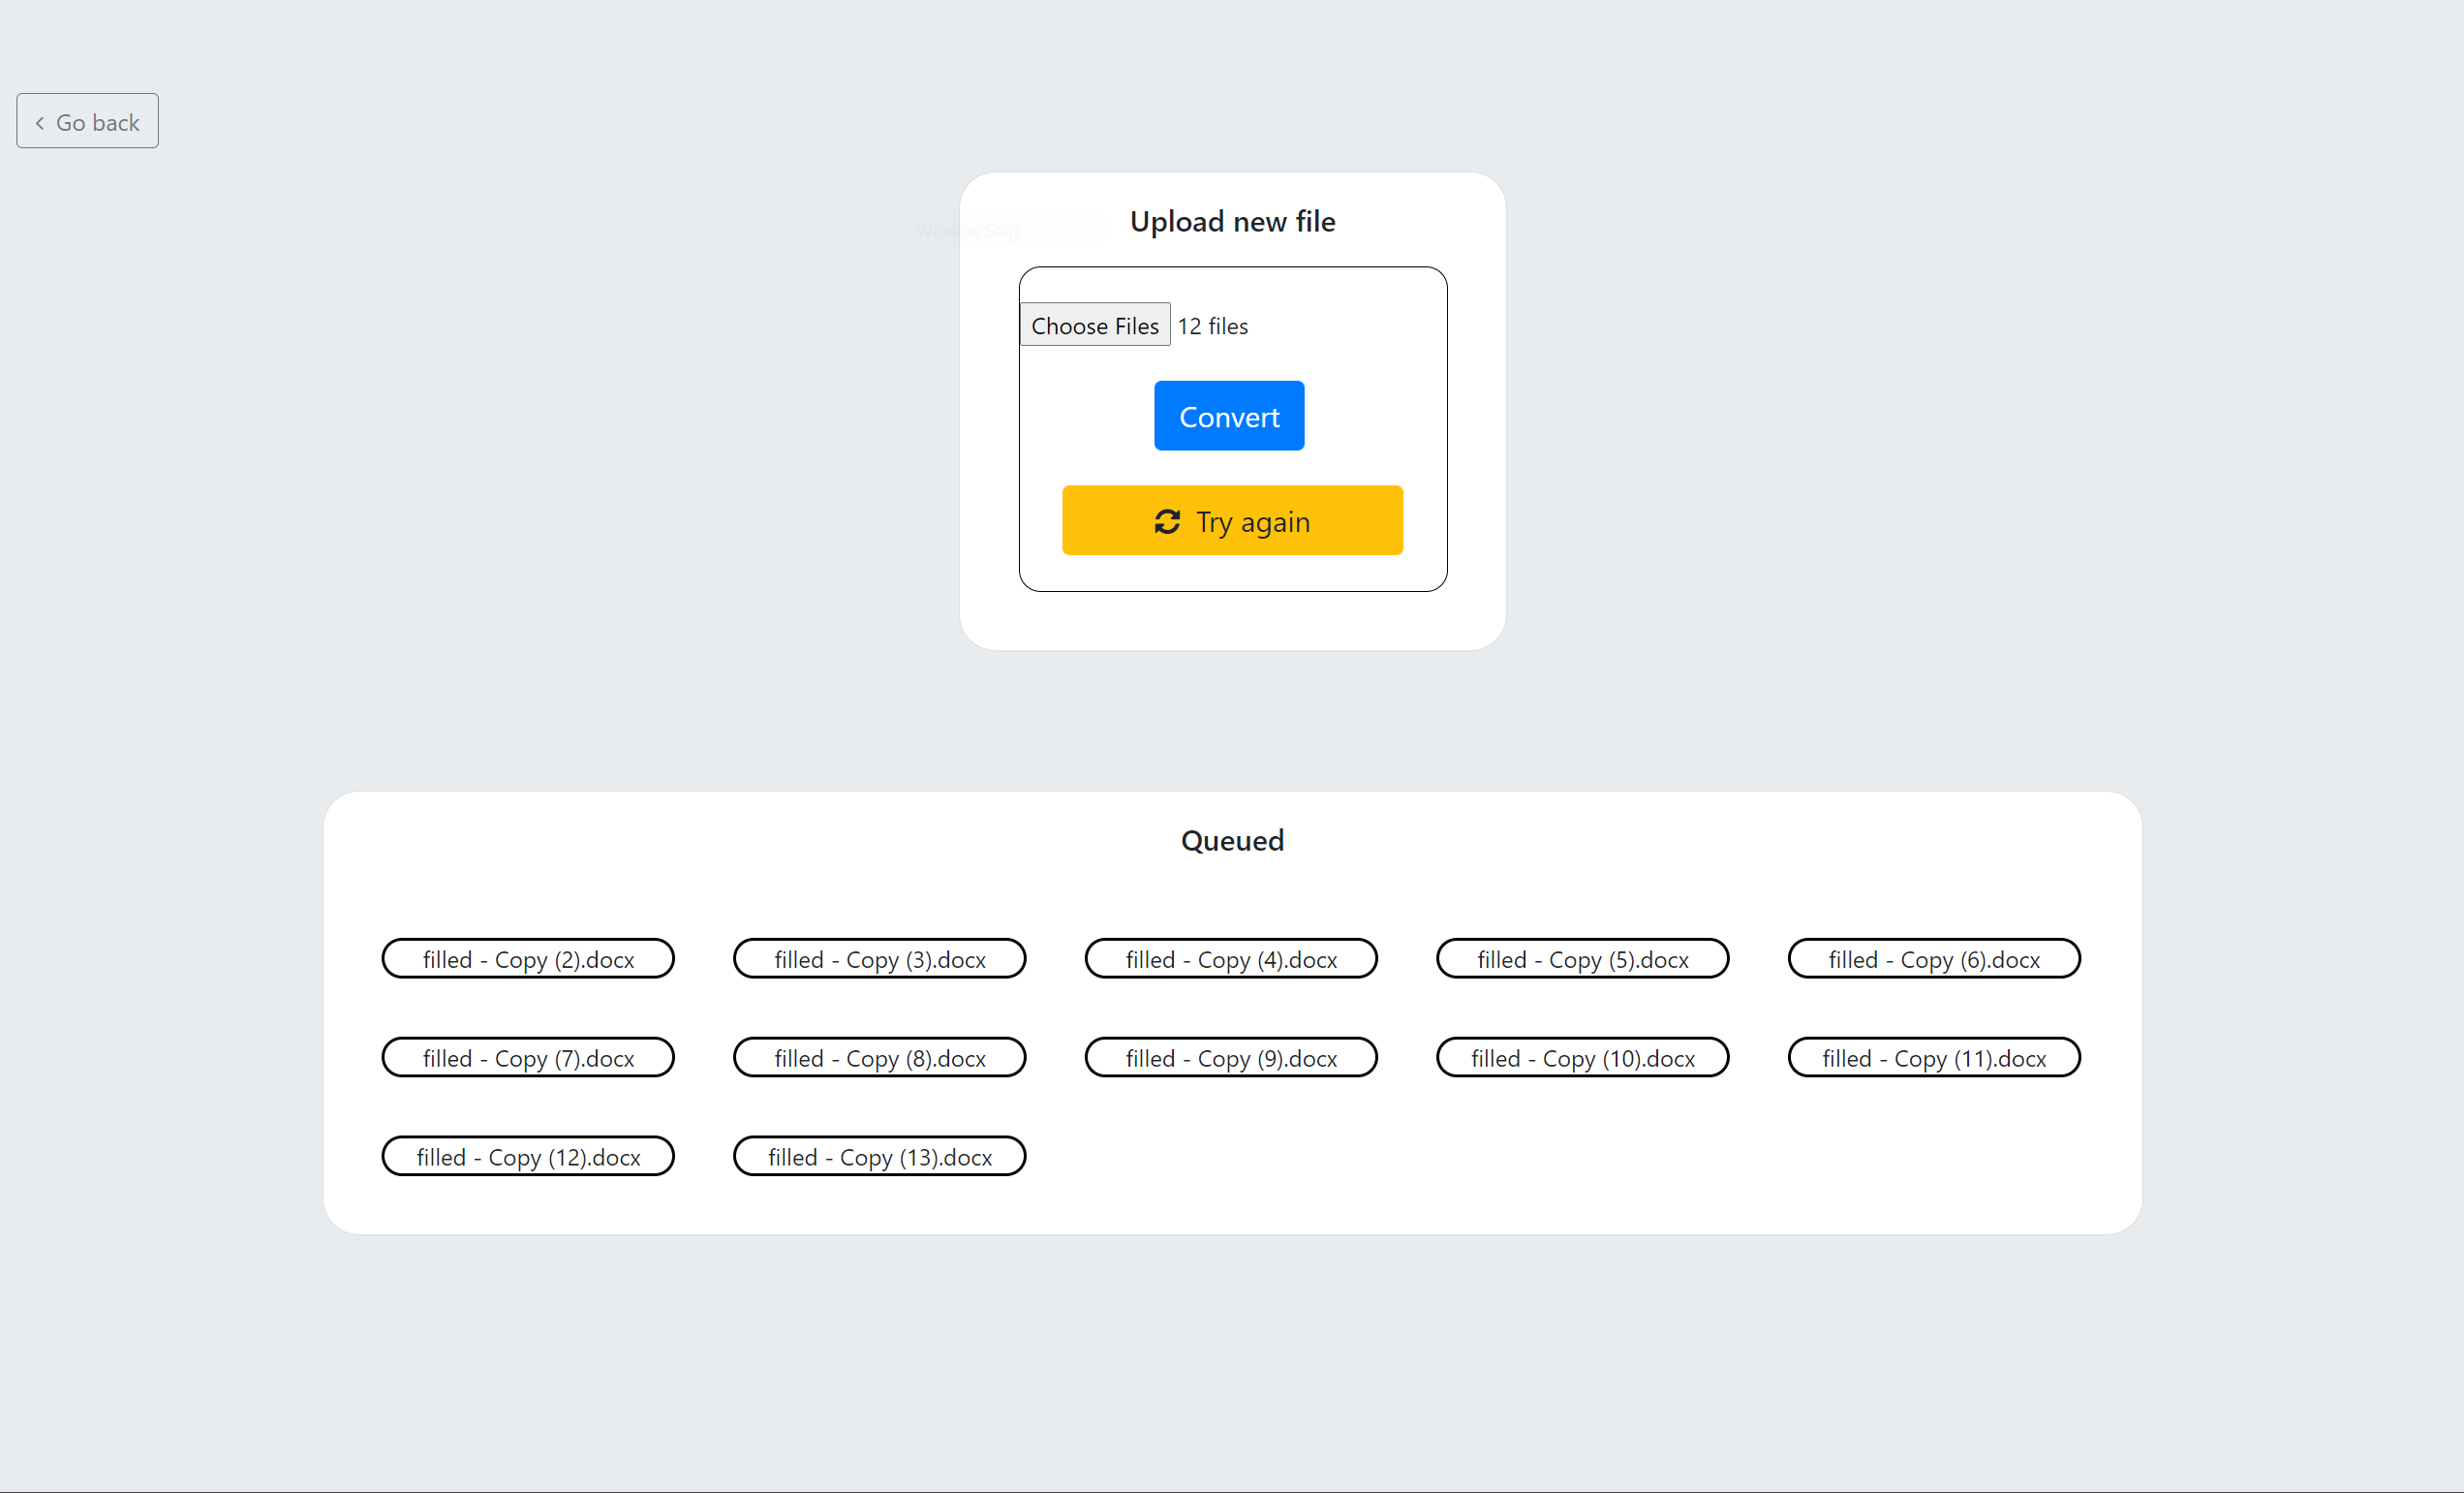 Go back
Upload new file
Window Snip
Choose Files 12 files
Convert
Try again
Queued
filled - Copy (2).docx filled - Copy (3).docx filled - Copy (4).docx filled - Copy (5).docx filled - Copy (6).docx
filled - Copy (7).docx filled - Copy (8).docx filled - Copy (9).docx filled - Copy (10).docx filled - Copy (11).docx
filled - Copy (12).docx filled - Copy (13).docx